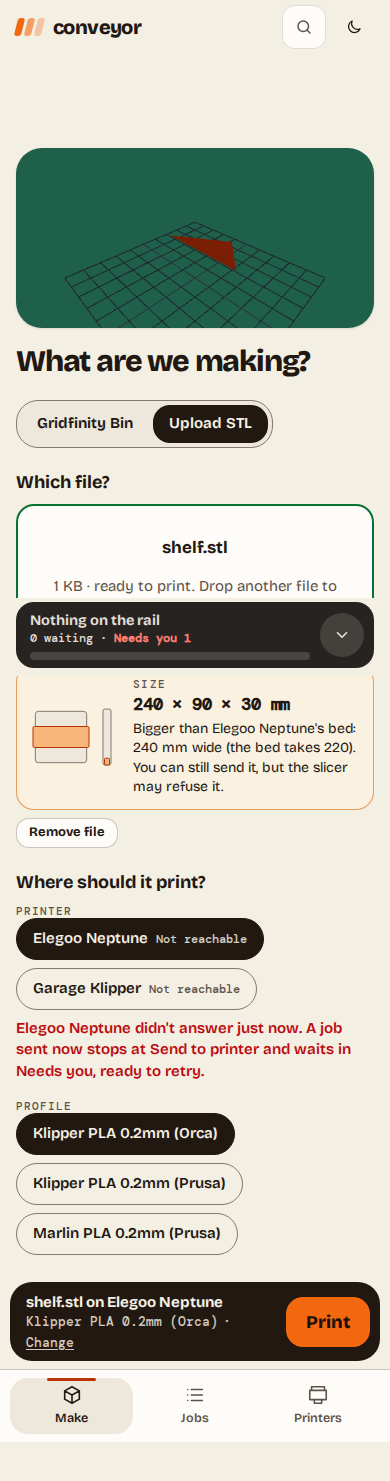 conveyor
What are we making?
Gridfinity Bin
Upload STL
Which file?
shelf.stl
1 KB · ready to print. Drop another file to
Nothing on the rail
0 waiting · Needs you 1
SIZE
240 × 90 × 30 mm
Bigger than Elegoo Neptune's bed:
240 mm wide (the bed takes 220).
You can still send it, but the slicer
may refuse it.
Remove file
Where should it print?
PRINTER
Elegoo Neptune Not reachable
Garage Klipper Not reachable
Elegoo Neptune didn't answer just now. A job
sent now stops at Send to printer and waits in
Needs you, ready to retry.
PROFILE
Klipper PLA 0.2mm (Orca)
Klipper PLA 0.2mm (Prusa)
Marlin PLA 0.2mm (Prusa)
shelf.stl on Elegoo Neptune
Klipper PLA 0.2mm (Orca) ·
Change
Print
Make
Jobs
Printers